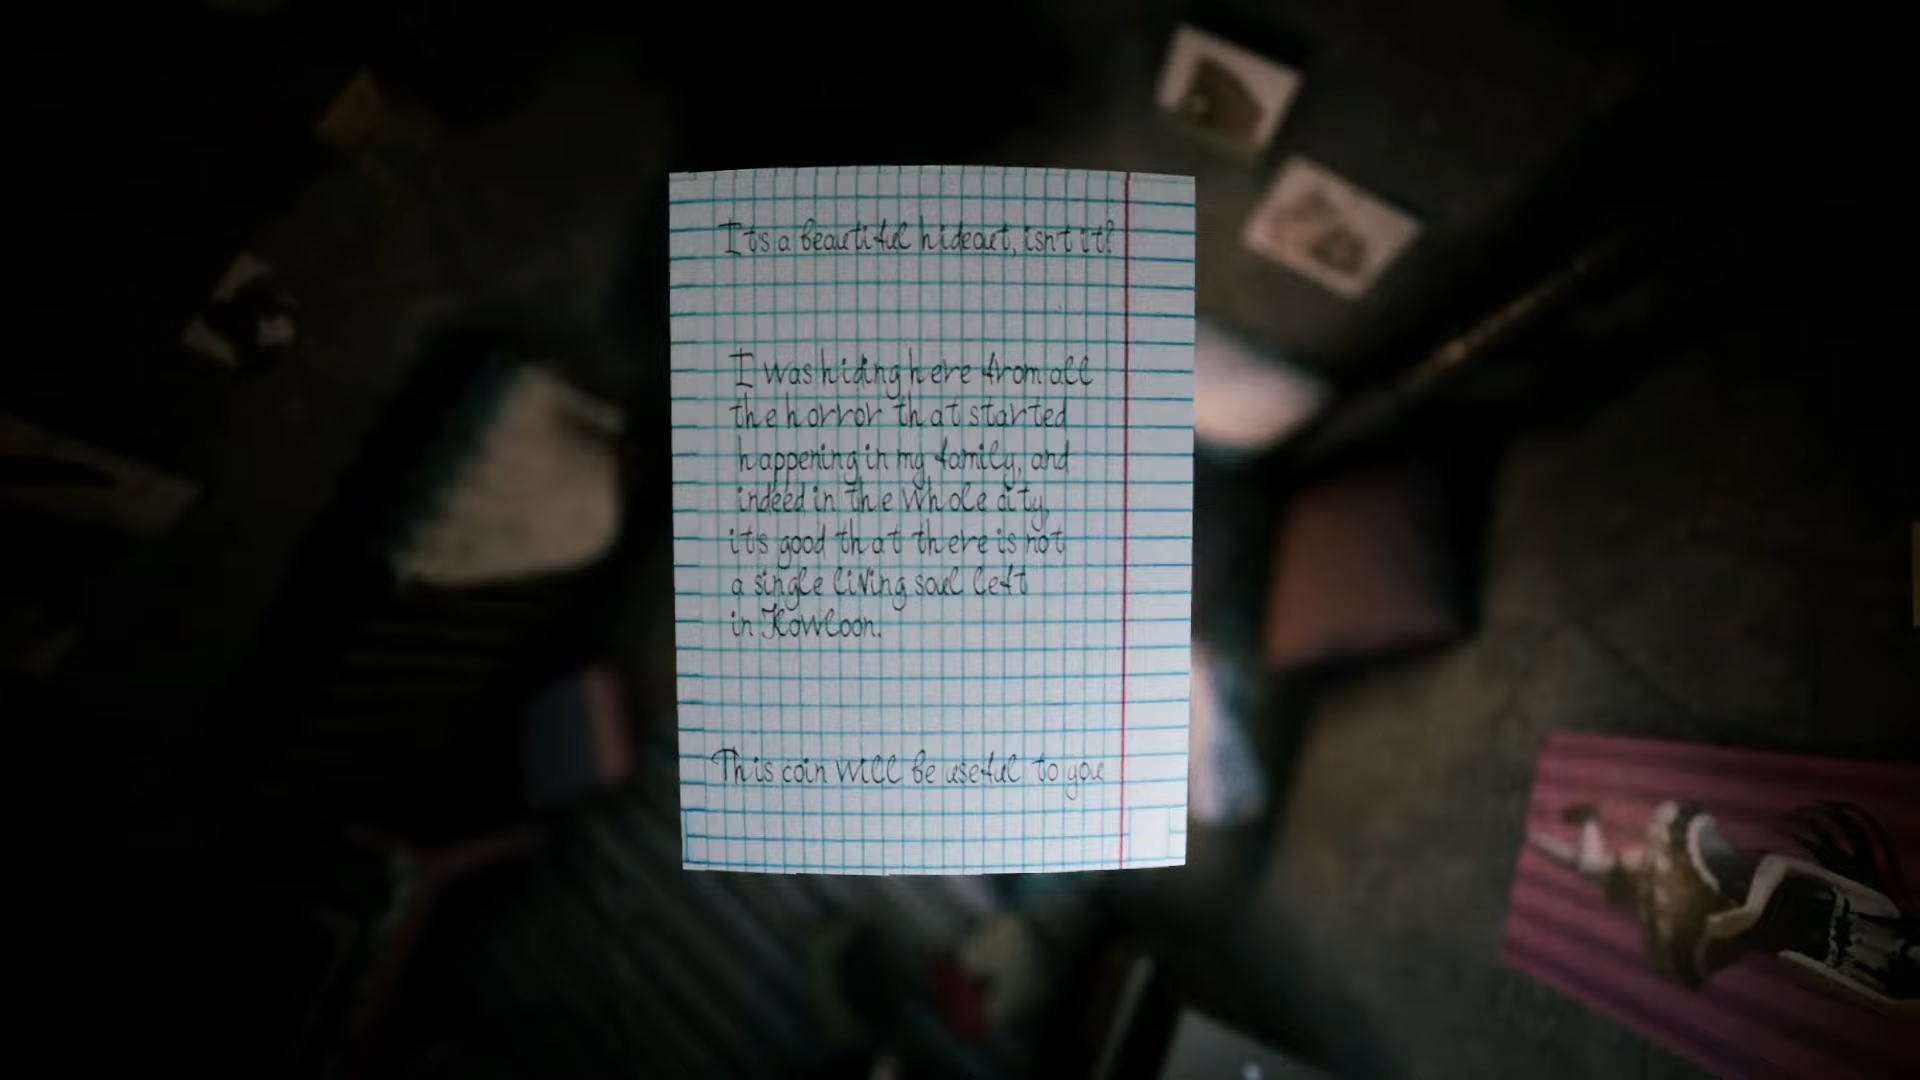 It's a beautiful hideout, isn't it?
I was hiding here from all
the horror that started
happening in my family, and
indeed in the whole city,
it's good that there is not
a single living soul left
in Kowloon.
This coin will be useful to you